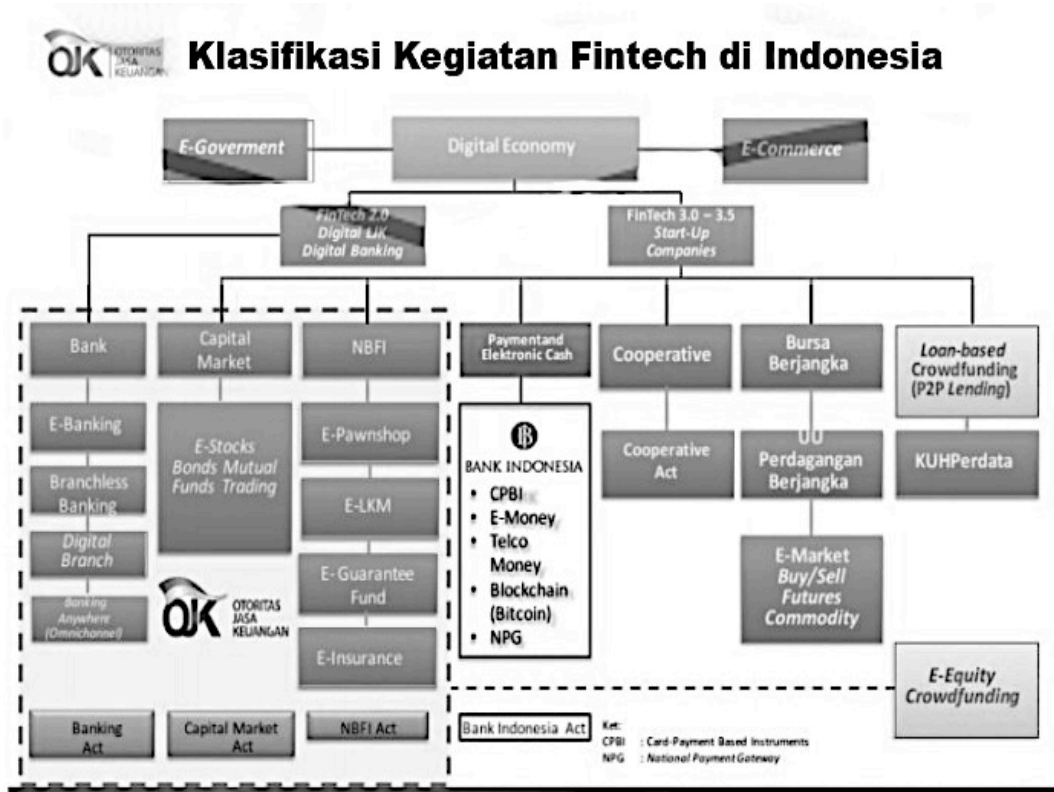 OJK OTORITAS JASA KEUANGAN
Klasifikasi Kegiatan Fintech di Indonesia
E-Goverment
Digital Economy
E-Commerce
FinTech 2.0
Digital LJK
Digital Banking
FinTech 3.0 – 3.5
Start-Up
Companies
Bank
Capital
Market
NBFI
Paymentand
Elektronic Cash
Cooperative
Bursa
Berjangka
Loan-based
Crowdfunding
(P2P Lending)
E-Banking
Branchless
Banking
Digital
Branch
Banking
Anywhere
(Omnichannel)
E-Stocks
Bonds Mutual
Funds Trading
OJK
OTORITAS
JASA
KEUANGAN
E-Pawnshop
E-LKM
E- Guarantee
Fund
E-Insurance
BANK INDONESIA
• CPBI
• E-Money
• Telco
Money
• Blockchain
(Bitcoin)
• NPG
Cooperative
Act
UU
Perdagangan
Berjangka
KUHPerdata
E-Market
Buy/Sell
Futures
Commodity
E-Equity
Crowdfunding
Banking
Act
Capital Market
Act
NBFI Act
Bank Indonesia Act
Ket:
CPBI : Card-Payment Based Instruments
NPG : National Payment Gateway